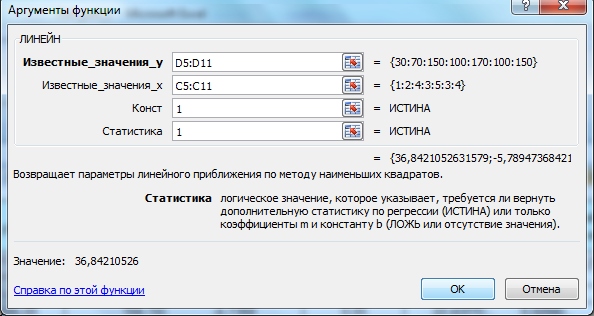 Microsoft Excel
Аргументы функции
?
ЛИНЕЙН
Известные_значения_y D5:D11 = {30:70:150:100:170:100:150}
Известные_значения_x C5:C11 = {1:2:4:3:5:3:4}
Конст 1 = ИСТИНА
Статистика 1 = ИСТИНА
= {36,8421052631579;-5,78947368421
Возвращает параметры линейного приближения по методу наименьших квадратов.
Статистика логическое значение, которое указывает, требуется ли вернуть
дополнительную статистику по регрессии (ИСТИНА) или только
коэффициенты m и константу b (ЛОЖЬ или отсутствие значения).
Значение: 36,84210526
Справка по этой функции
ОК
Отмена